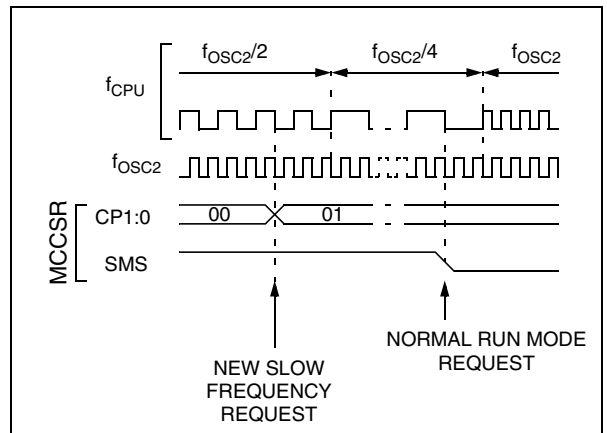 fOSC2/2 fOSC2/4 fOSC2
fCPU
fOSC2
MCCSR
CP1:0 00 01
SMS
NEW SLOW
FREQUENCY
REQUEST
NORMAL RUN MODE
REQUEST